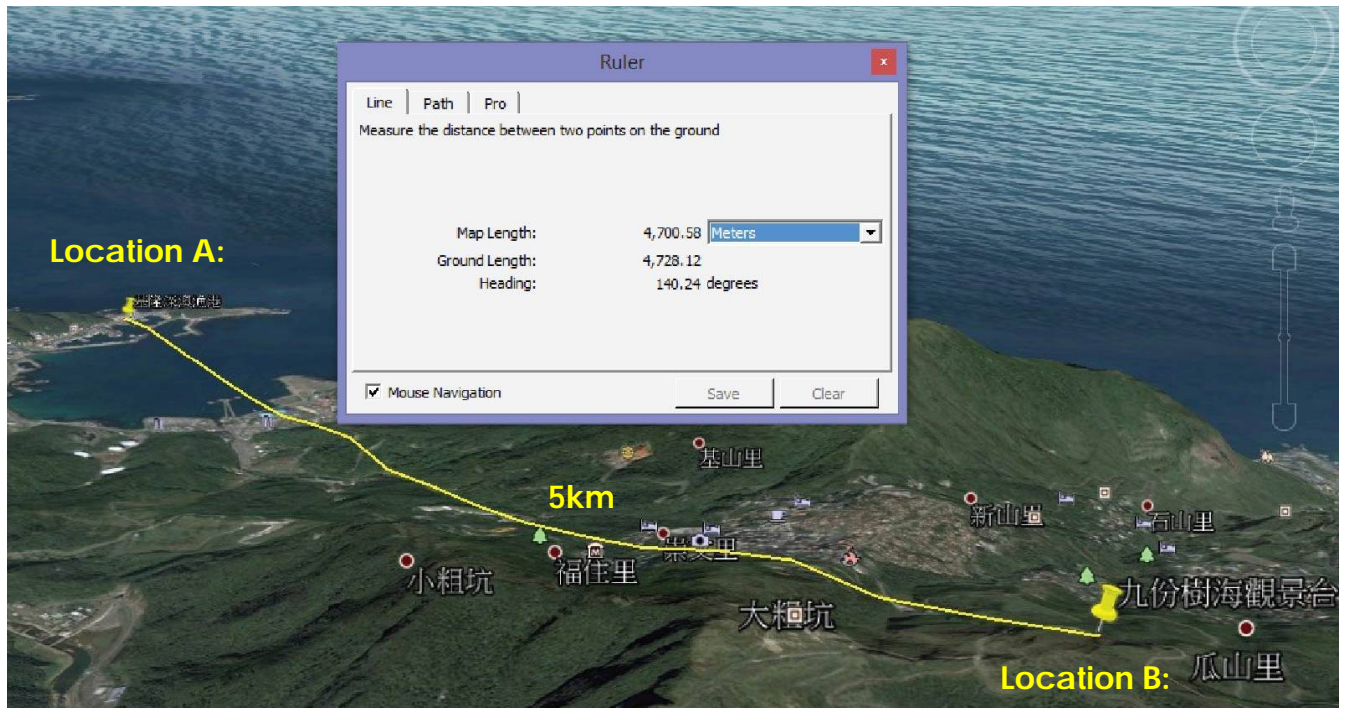 Ruler
Line
Path
Pro
Measure the distance between two points on the ground
Map Length:
4,700.58
Meters
Ground Length:
4,728.12
Heading:
140.24 degrees
Mouse Navigation
Save
Clear
Location A:
基山里
5km
新山里
石山里
崇文里
福住里
小粗坑
九份樹海觀景台
大粗坑
Location B:
瓜山里